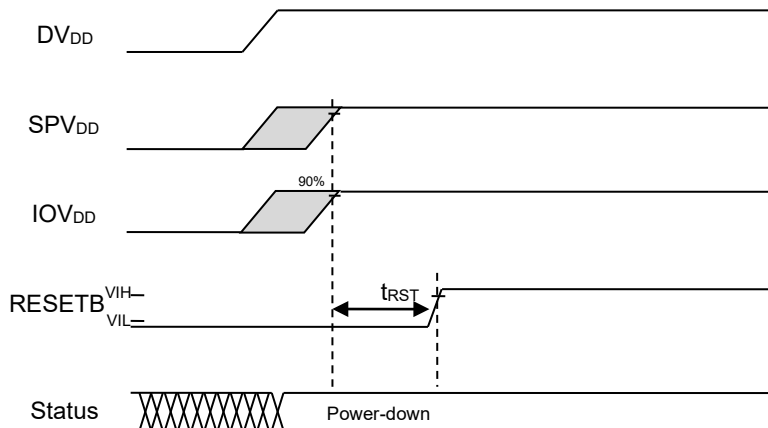 DVDD
SPVDD
90%
IOVDD
tRST
RESETB VIH
VIL
Status
Power-down